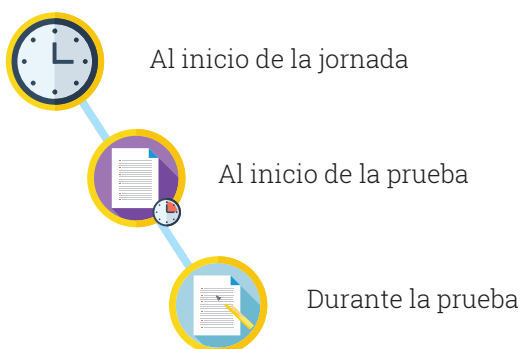 Al inicio de la jornada
Al inicio de la prueba
Durante la prueba